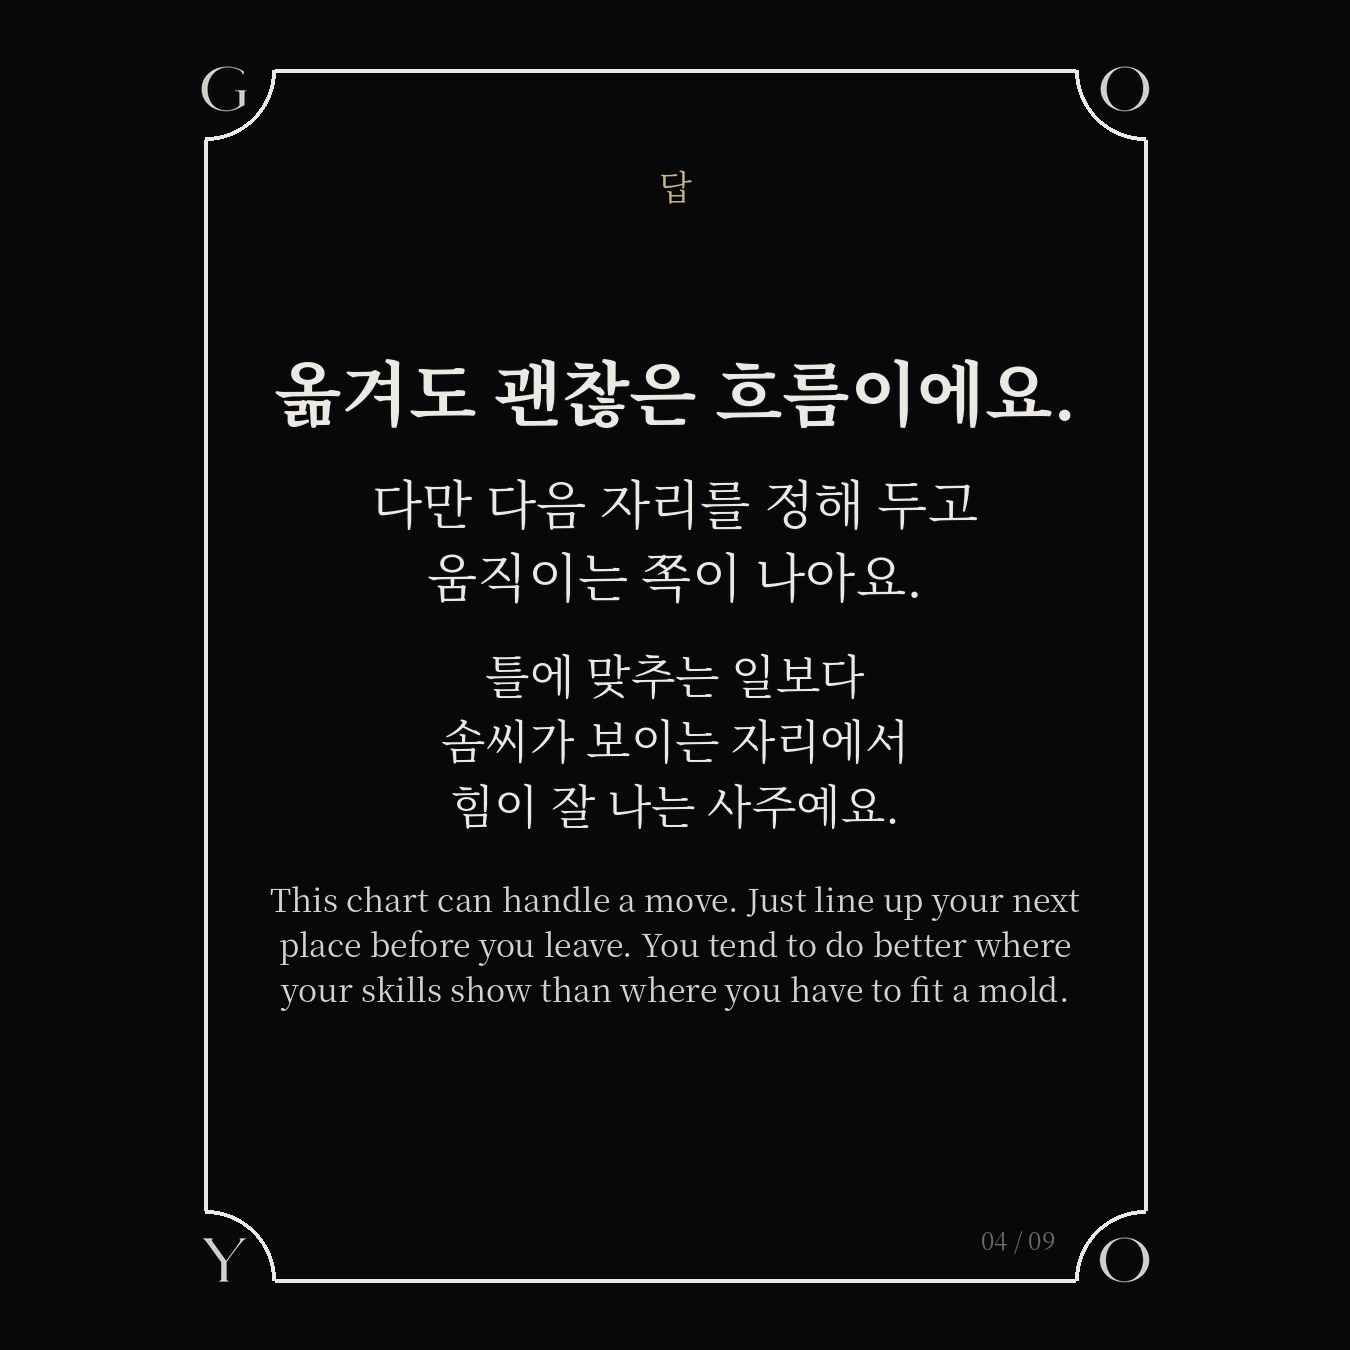 G O
답
옮겨도 괜찮은 흐름이에요.
다만 다음 자리를 정해 두고
움직이는 쪽이 나아요.
틀에 맞추는 일보다
솜씨가 보이는 자리에서
힘이 잘 나는 사주예요.
This chart can handle a move. Just line up your next
place before you leave. You tend to do better where
your skills show than where you have to fit a mold.
04 / 09
Y O